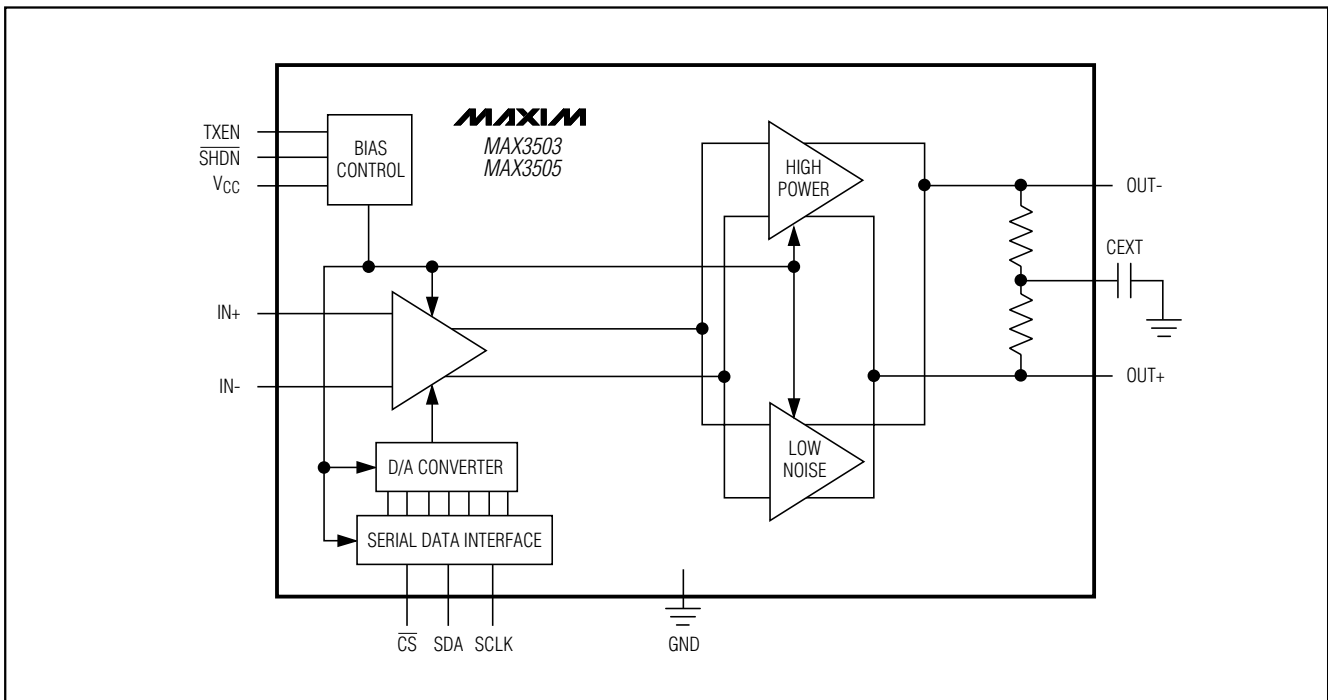 MAXIM
MAX3503
MAX3505
TXEN
SHDN
VCC
BIAS
CONTROL
HIGH
POWER
OUT-
CEXT
IN+
IN-
OUT+
LOW
NOISE
D/A CONVERTER
SERIAL DATA INTERFACE
CS SDA SCLK
GND